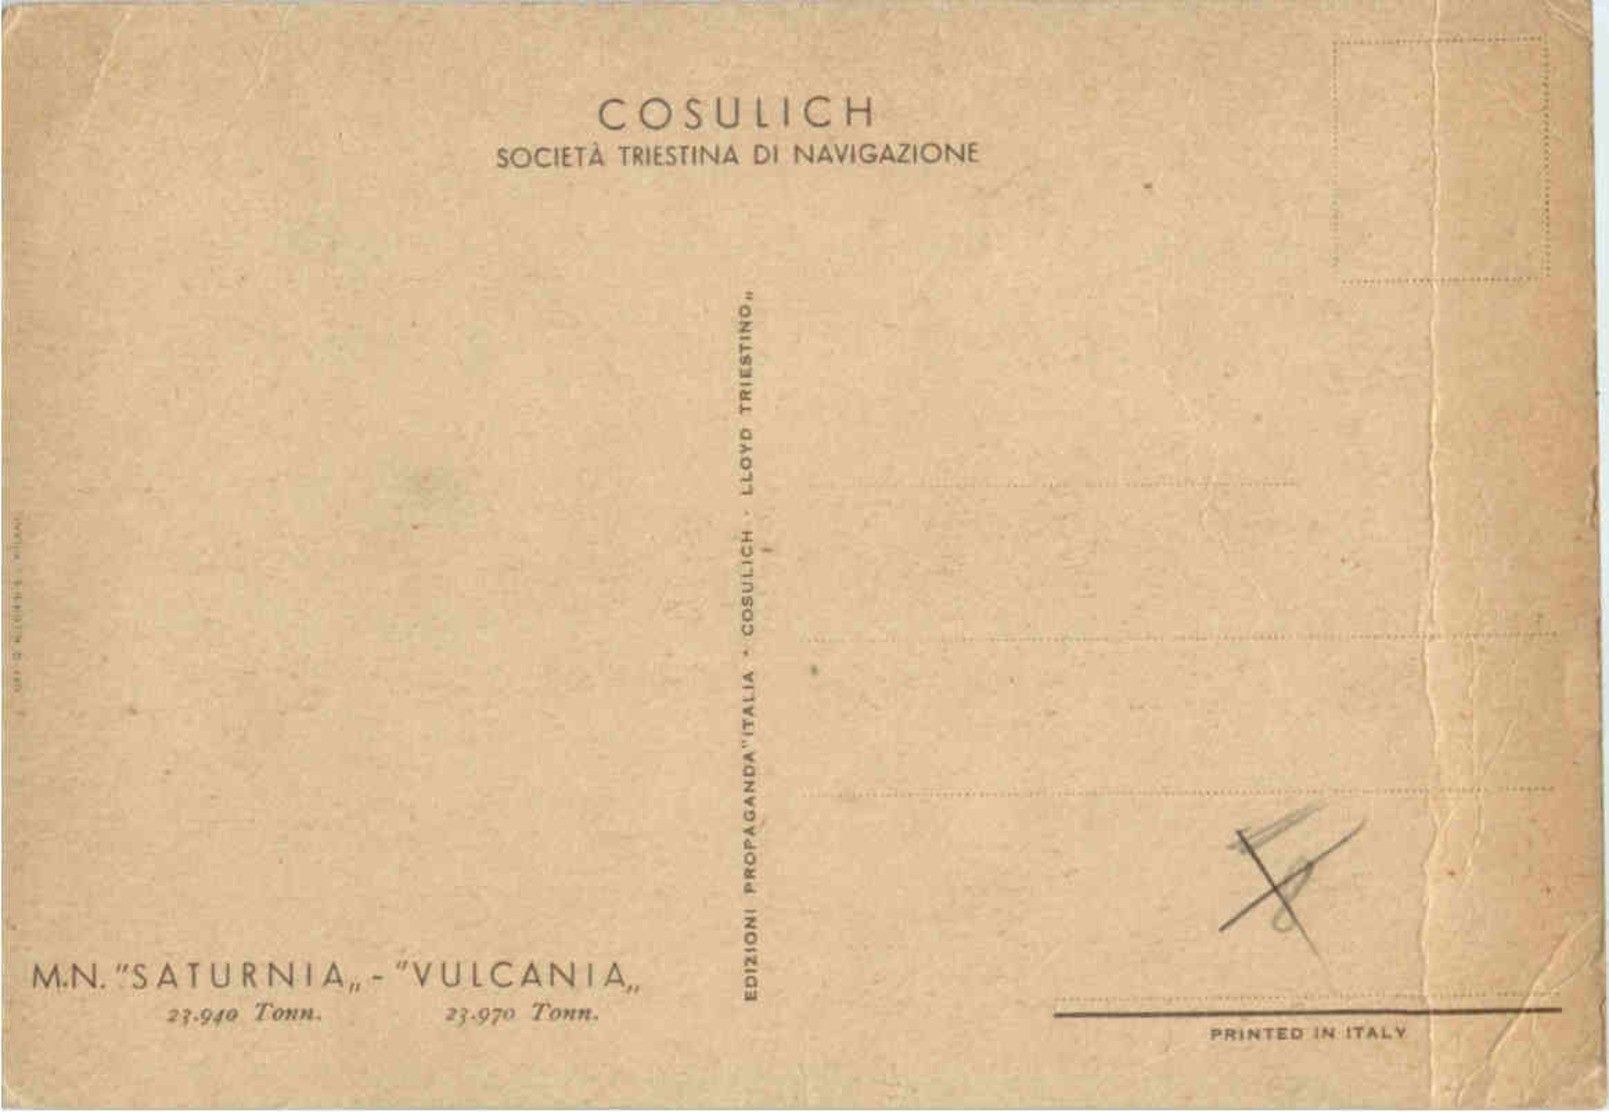 COSULICH
SOCIETÀ TRIESTINA DI NAVIGAZIONE
EDIZIONI PROPAGANDA "ITALIA • COSULICH • LLOYD TRIESTINO„
M.N. "SATURNIA„ - "VULCANIA„
23.940 Tonn. 23.970 Tonn.
PRINTED IN ITALY